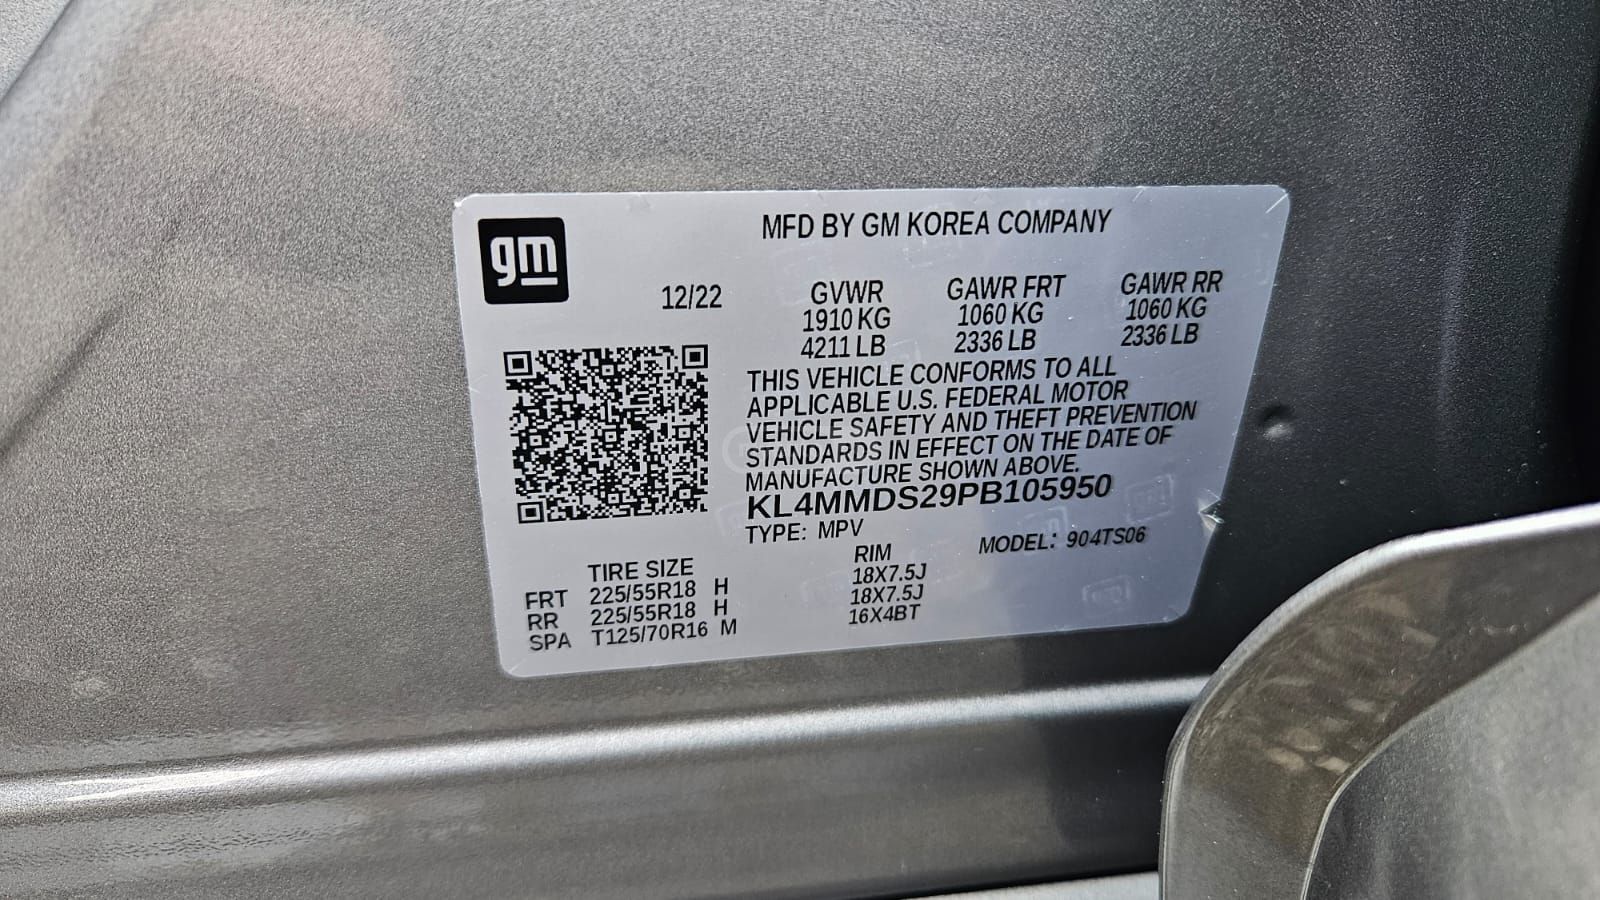 gm
MFD BY GM KOREA COMPANY
12/22 GVWR GAWR FRT GAWR RR
1910 KG 1060 KG 1060 KG
4211 LB 2336 LB 2336 LB
THIS VEHICLE CONFORMS TO ALL
APPLICABLE U.S. FEDERAL MOTOR
VEHICLE SAFETY AND THEFT PREVENTION
STANDARDS IN EFFECT ON THE DATE OF
MANUFACTURE SHOWN ABOVE.
KL4MMDS29PB105950
TYPE: MPV MODEL: 904TS06
TIRE SIZE RIM
FRT 225/55R18 H 18X7.5J
RR 225/55R18 H 18X7.5J
SPA T125/70R16 M 16X4BT